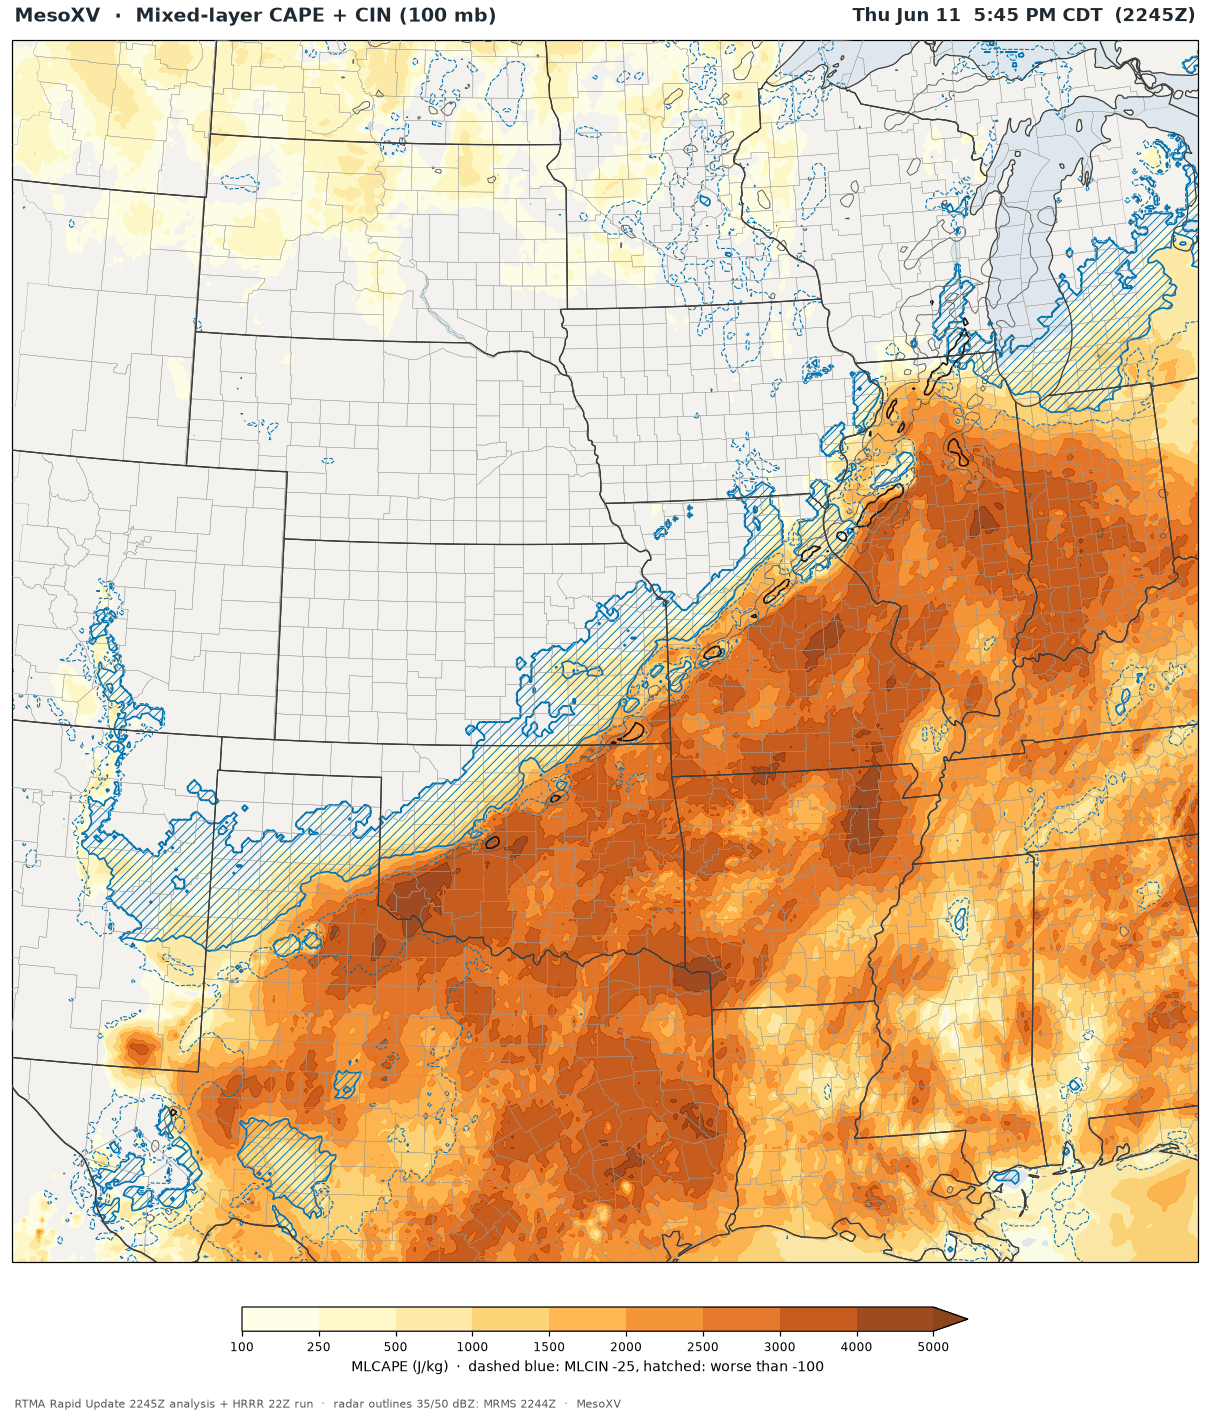 MesoXV  ·  Mixed-layer CAPE + CIN (100 mb)
Thu Jun 11  5:45 PM CDT  (2245Z)
100 250 500 1000 1500 2000 2500 3000 4000 5000
MLCAPE (J/kg)  ·  dashed blue: MLCIN -25, hatched: worse than -100
RTMA Rapid Update 2245Z analysis + HRRR 22Z run  ·  radar outlines 35/50 dBZ: MRMS 2244Z  ·  MesoXV